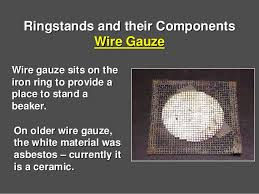 Ringstands and their Components
Wire Gauze
Wire gauze sits on the
iron ring to provide a
place to stand a
beaker.
On older wire gauze,
the white material was
asbestos – currently it
is a ceramic.